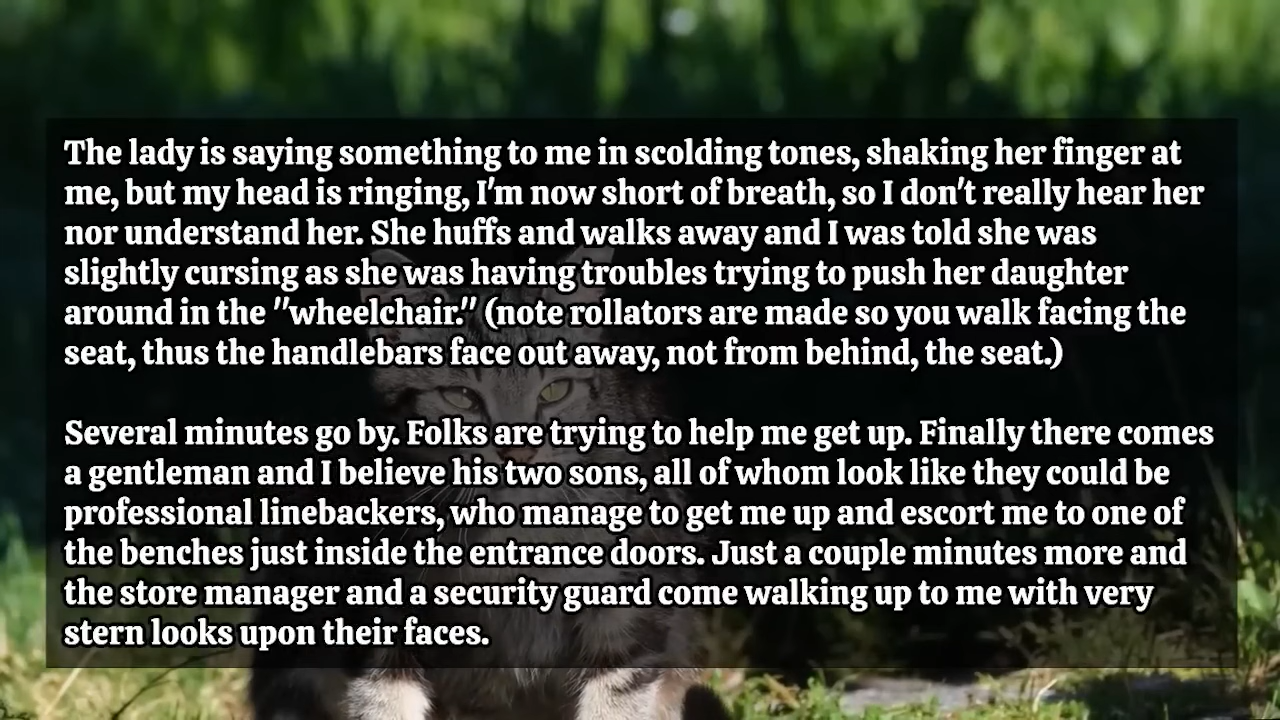 The lady is saying something to me in scolding tones, shaking her finger at
me, but my head is ringing, I'm now short of breath, so I don't really hear her
nor understand her. She huffs and walks away and I was told she was
slightly cursing as she was having troubles trying to push her daughter
around in the "wheelchair." (note rollators are made so you walk facing the
seat, thus the handlebars face out away, not from behind, the seat.)
Several minutes go by. Folks are trying to help me get up. Finally there comes
a gentleman and I believe his two sons, all of whom look like they could be
professional linebackers, who manage to get me up and escort me to one of
the benches just inside the entrance doors. Just a couple minutes more and
the store manager and a security guard come walking up to me with very
stern looks upon their faces.